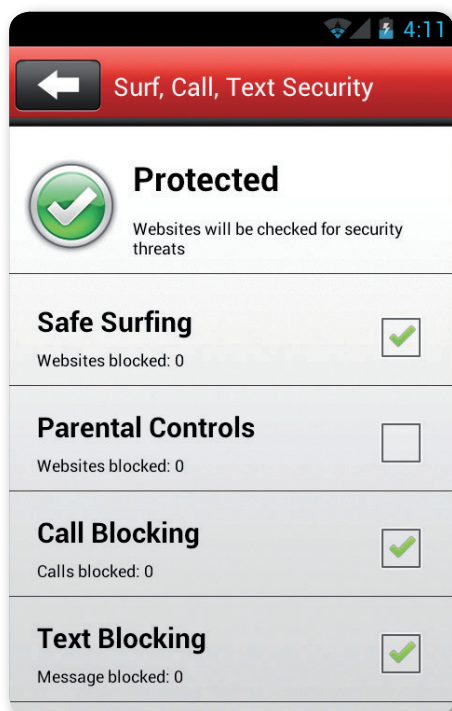 4:11
Surf, Call, Text Security
Protected
Websites will be checked for security
threats
Safe Surfing
Websites blocked: 0
Parental Controls
Websites blocked: 0
Call Blocking
Calls blocked: 0
Text Blocking
Message blocked: 0